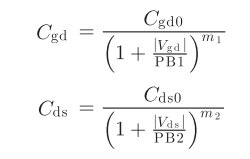 C_gd = C_gd0 / (1 + |V_gd| / PB1)^m_1
C_ds = C_ds0 / (1 + |V_ds| / PB2)^m_2